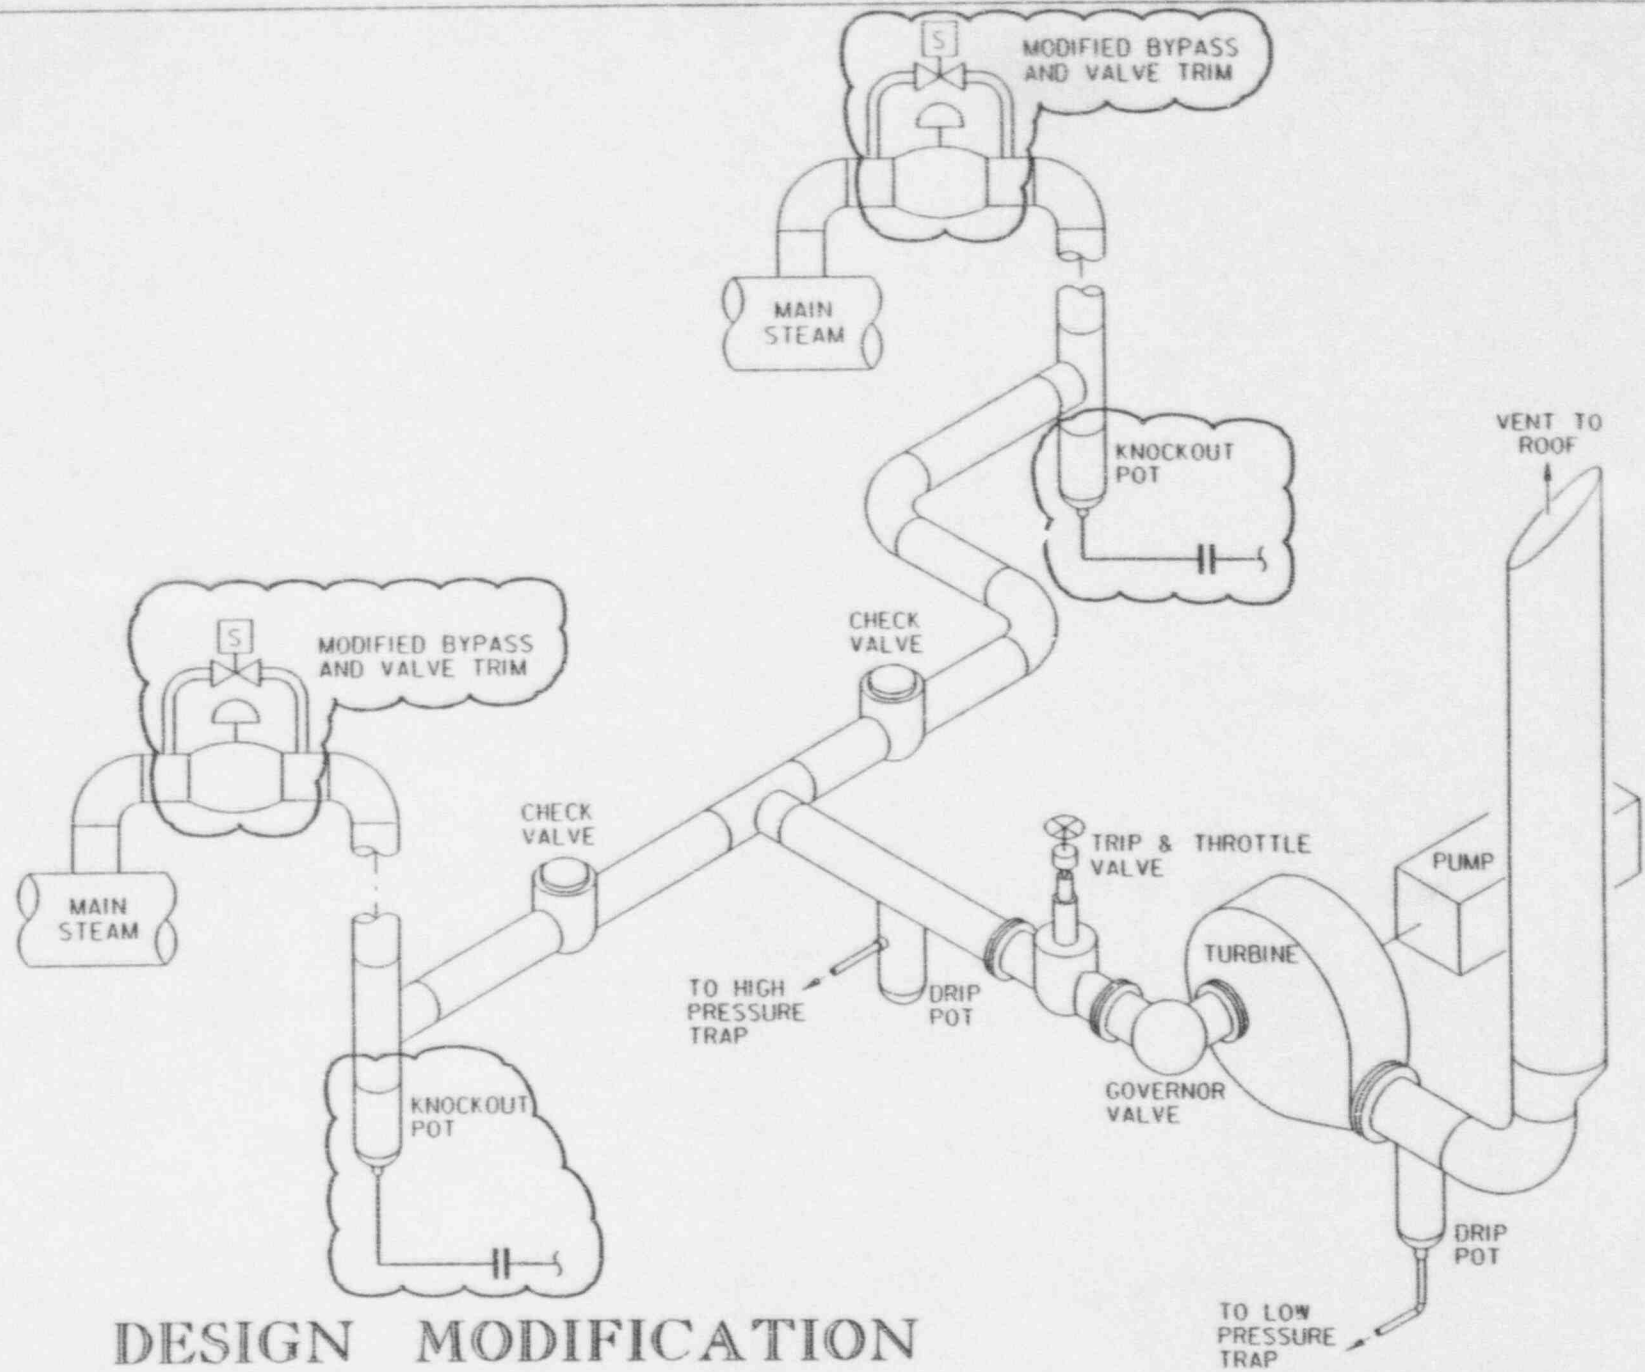 S
MODIFIED BYPASS
AND VALVE TRIM
MAIN
STEAM
KNOCKOUT
POT
VENT TO
ROOF
CHECK
VALVE
S
MODIFIED BYPASS
AND VALVE TRIM
MAIN
STEAM
CHECK
VALVE
TRIP & THROTTLE
VALVE
PUMP
TURBINE
TO HIGH
PRESSURE
TRAP
DRIP
POT
GOVERNOR
VALVE
KNOCKOUT
POT
DRIP
POT
TO LOW
PRESSURE
TRAP
DESIGN MODIFICATION